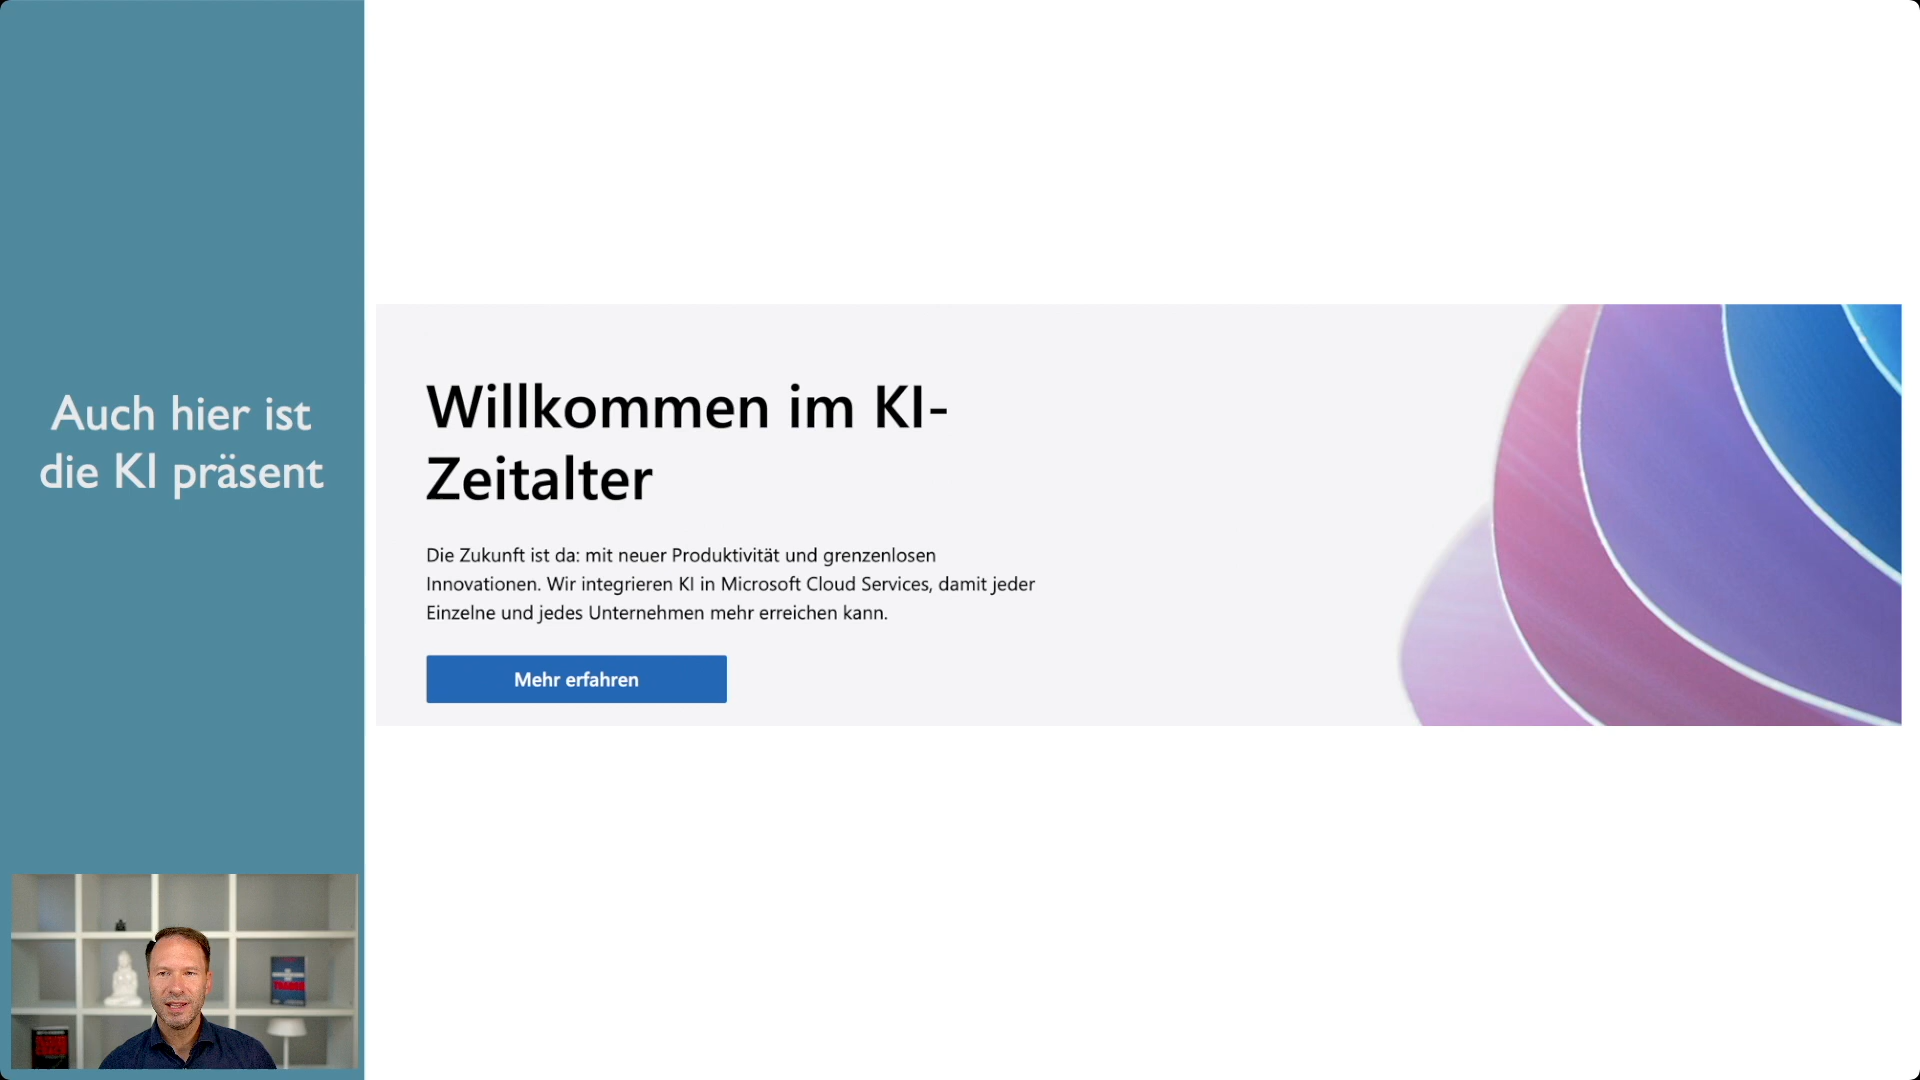 Auch hier ist
die KI präsent
Willkommen im KI-
Zeitalter
Die Zukunft ist da: mit neuer Produktivität und grenzenlosen
Innovationen. Wir integrieren KI in Microsoft Cloud Services, damit jeder
Einzelne und jedes Unternehmen mehr erreichen kann.
Mehr erfahren